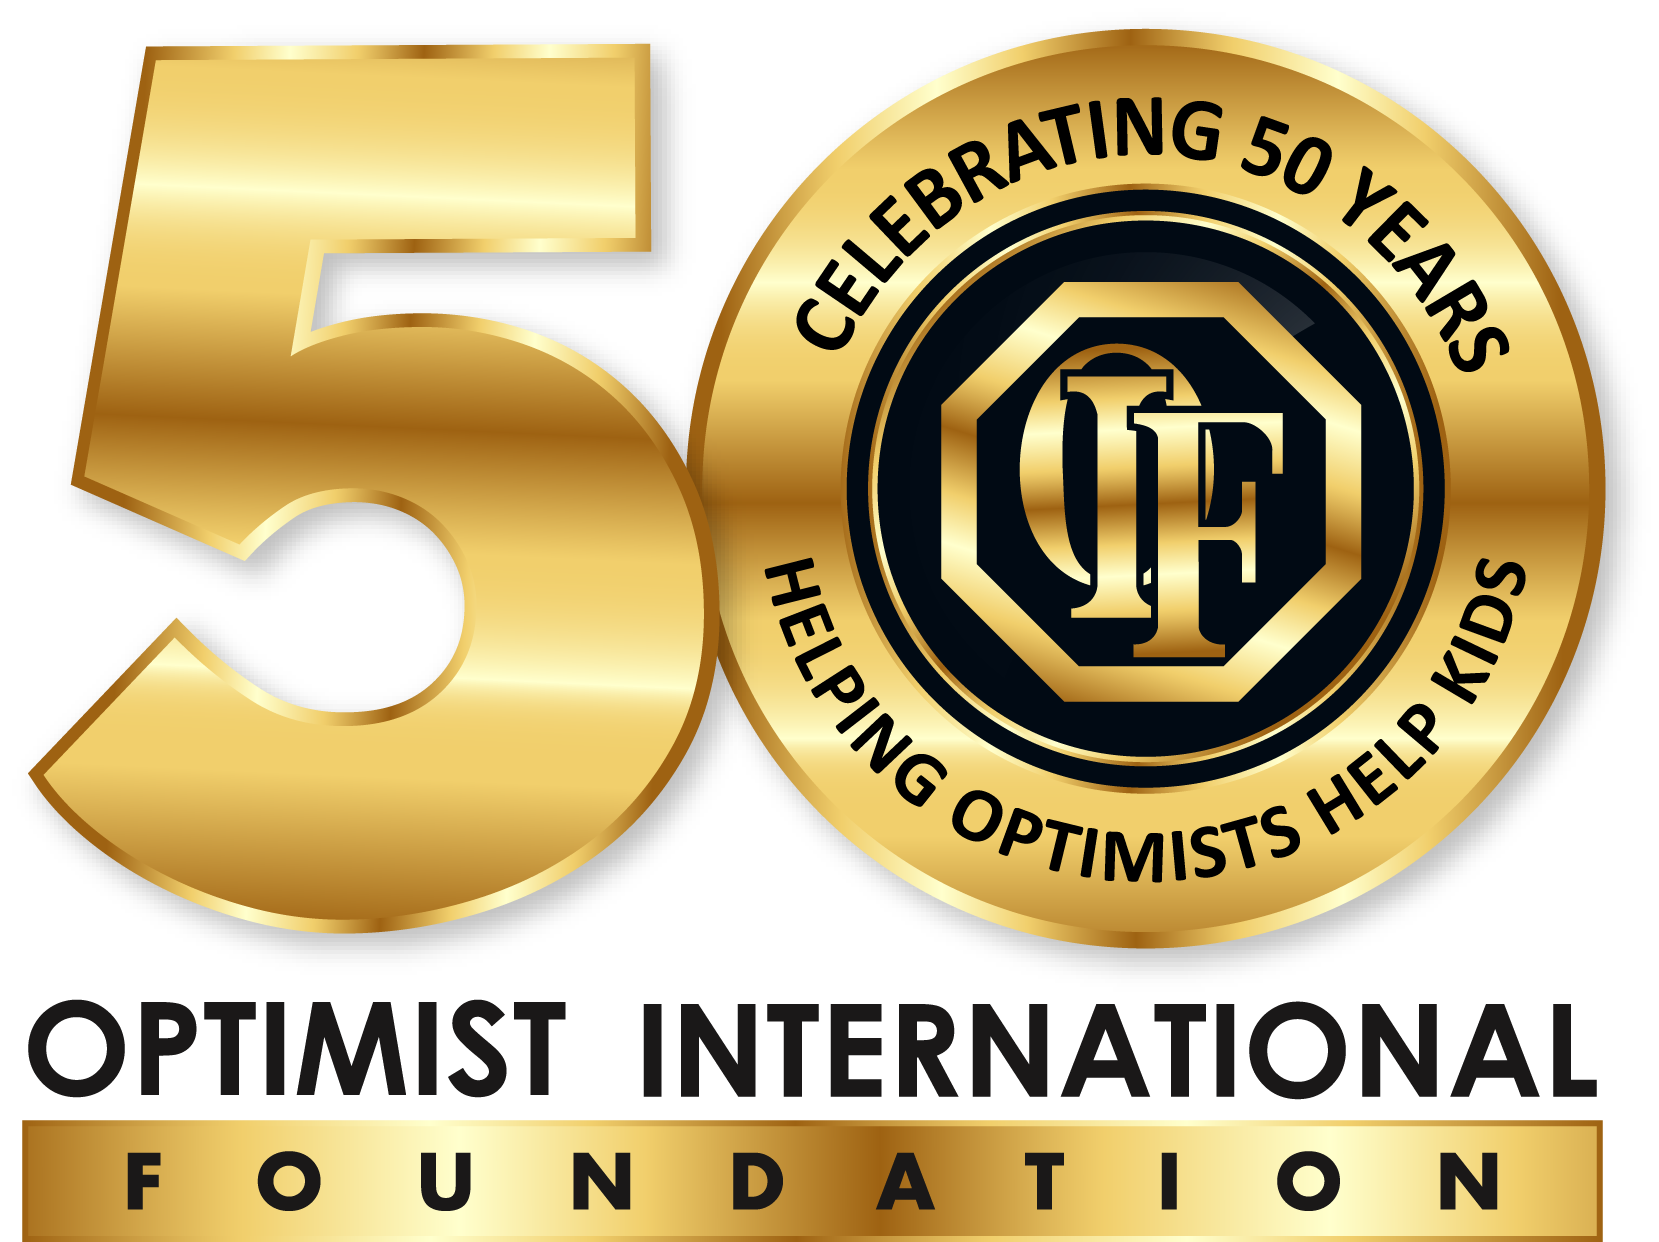 50
CELEBRATING 50 YEARS
OIF
HELPING OPTIMISTS HELP KIDS
OPTIMIST INTERNATIONAL
FOUNDATION